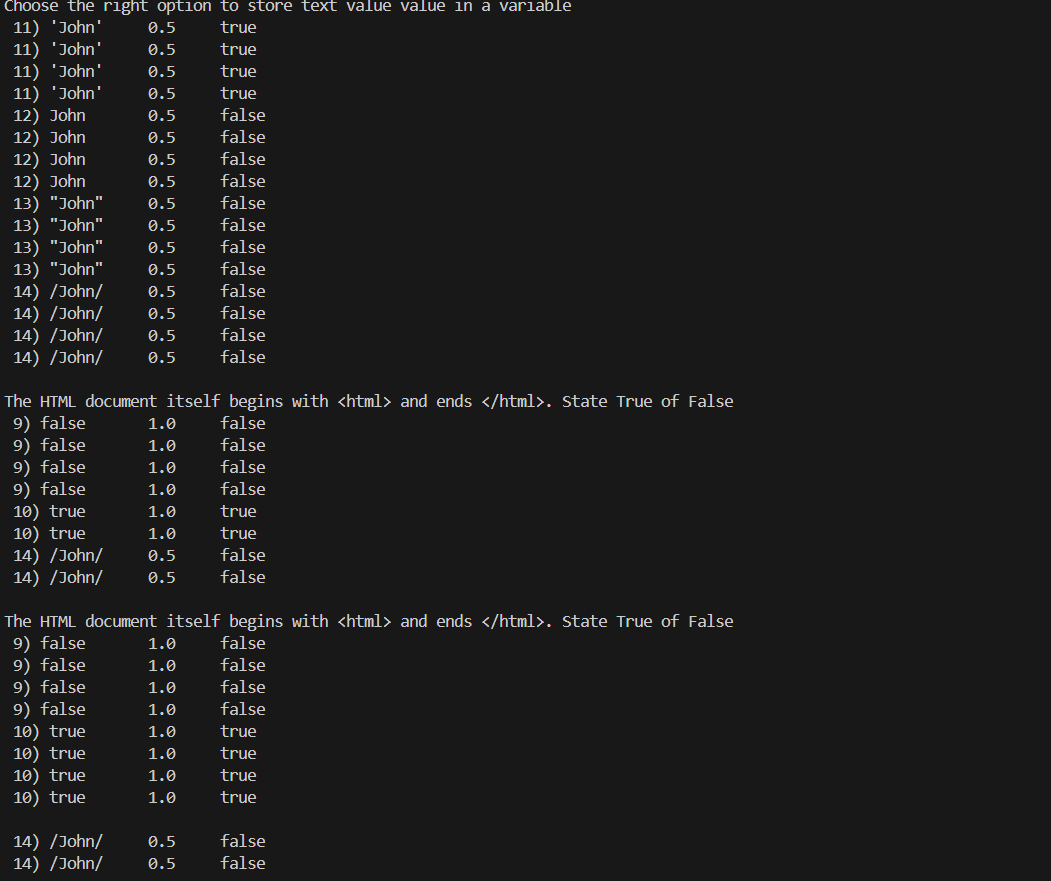 Choose the right option to store text value value in a variable
11) 'John' 0.5 true
11) 'John' 0.5 true
11) 'John' 0.5 true
11) 'John' 0.5 true
12) John 0.5 false
12) John 0.5 false
12) John 0.5 false
12) John 0.5 false
13) "John" 0.5 false
13) "John" 0.5 false
13) "John" 0.5 false
13) "John" 0.5 false
14) /John/ 0.5 false
14) /John/ 0.5 false
14) /John/ 0.5 false
14) /John/ 0.5 false
The HTML document itself begins with <html> and ends </html>. State True of False
9) false 1.0 false
9) false 1.0 false
9) false 1.0 false
9) false 1.0 false
10) true 1.0 true
10) true 1.0 true
14) /John/ 0.5 false
14) /John/ 0.5 false
The HTML document itself begins with <html> and ends </html>. State True of False
9) false 1.0 false
9) false 1.0 false
9) false 1.0 false
9) false 1.0 false
10) true 1.0 true
10) true 1.0 true
10) true 1.0 true
10) true 1.0 true
14) /John/ 0.5 false
14) /John/ 0.5 false